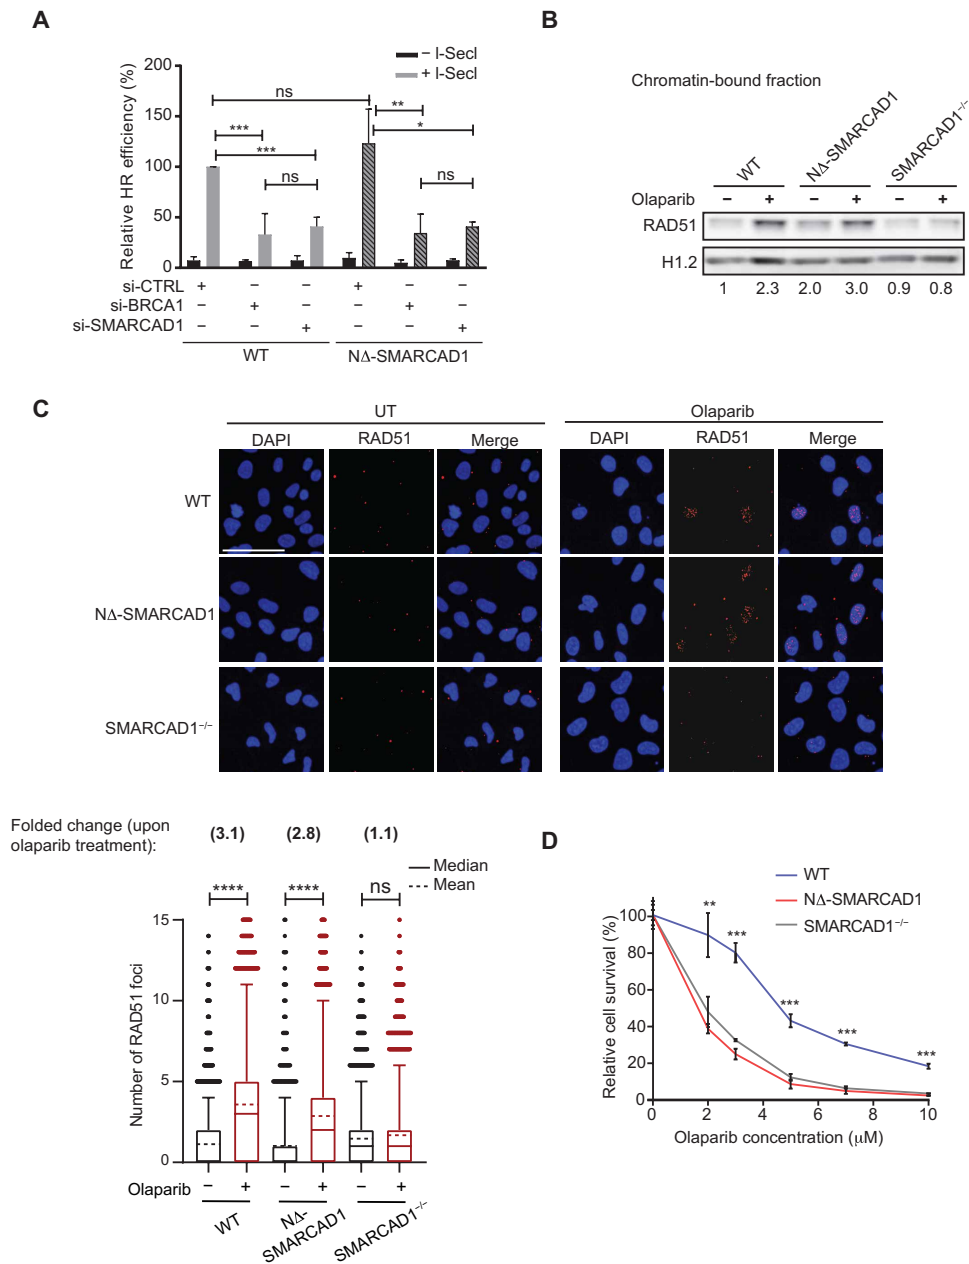 A
– I-SecI
+ I-SecI
Relative HR efficiency (%)
200
150
100
50
0
ns
***
***
ns
**
*
ns
si-CTRL + – – + – –
si-BRCA1 – + – – + –
si-SMARCAD1 – – + – – +
WT
NΔ-SMARCAD1
B
Chromatin-bound fraction
WT
NΔ-SMARCAD1
SMARCAD1–/–
Olaparib – + – + – +
RAD51
H1.2
1 2.3 2.0 3.0 0.9 0.8
C
UT
Olaparib
DAPI RAD51 Merge DAPI RAD51 Merge
WT
NΔ-SMARCAD1
SMARCAD1–/–
Folded change (upon
olaparib treatment):
(3.1) (2.8) (1.1)
Median
Mean
**** **** ns
Number of RAD51 foci
15
10
5
0
Olaparib – + – + – +
WT
NΔ-
SMARCAD1
SMARCAD1–/–
D
WT
NΔ-SMARCAD1
SMARCAD1–/–
Relative cell survival (%)
100
80
60
40
20
0
**
***
***
***
***
0 2 4 6 8 10
Olaparib concentration (μM)